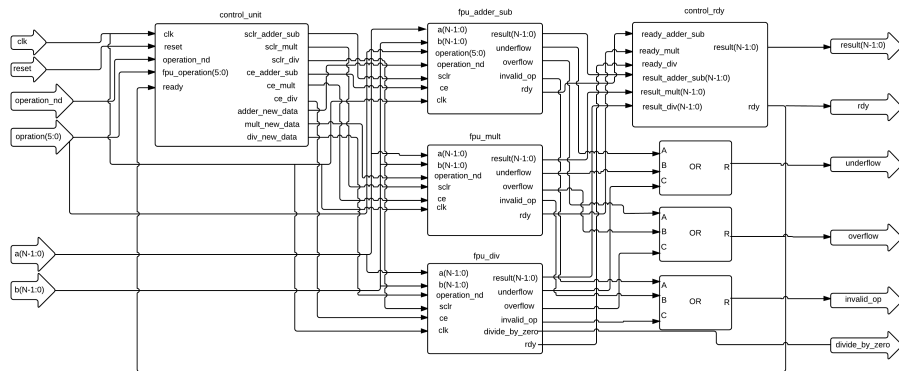 control_unit
fpu_adder_sub
control_rdy
clk
reset
operation_nd
opration(5:0)
a(N-1:0)
b(N-1:0)
clk
reset
operation_nd
fpu_operation(5:0)
ready
sclr_adder_sub
sclr_mult
sclr_div
ce_adder_sub
ce_mult
ce_div
adder_new_data
mult_new_data
div_new_data
a(N-1:0)
b(N-1:0)
operation(5:0)
operation_nd
sclr
ce
clk
result(N-1:0)
underflow
overflow
invalid_op
rdy
fpu_mult
a(N-1:0)
b(N-1:0)
operation_nd
sclr
ce
clk
result(N-1:0)
underflow
overflow
invalid_op
rdy
fpu_div
a(N-1:0)
b(N-1:0)
operation_nd
sclr
ce
clk
result(N-1:0)
underflow
overflow
invalid_op
divide_by_zero
rdy
ready_adder_sub
ready_mult
ready_div
result_adder_sub(N-1:0)
result_mult(N-1:0)
result_div(N-1:0)
result(N-1:0)
rdy
A
B
C
OR
R
A
B
C
OR
R
A
B
C
OR
R
result(N-1:0)
rdy
underflow
overflow
invalid_op
divide_by_zero